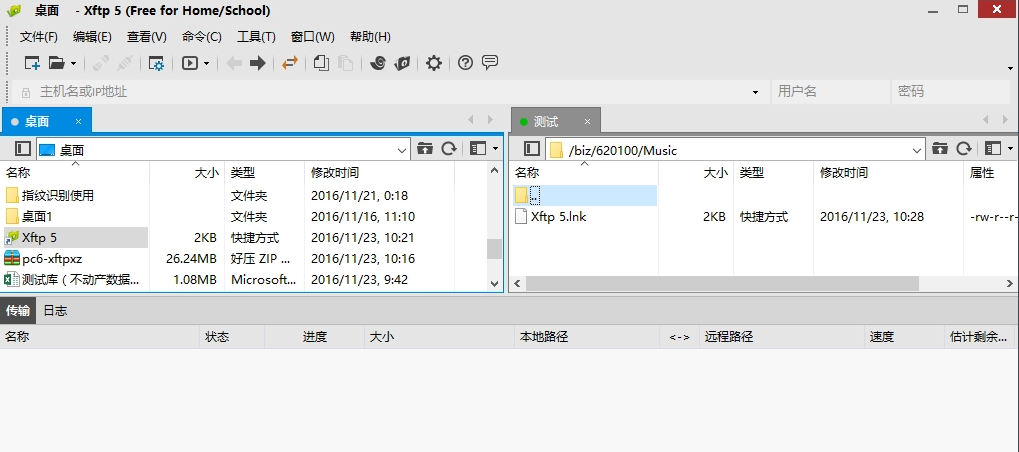 桌面 - Xftp 5 (Free for Home/School)
文件(F) 编辑(E) 查看(V) 命令(C) 工具(T) 窗口(W) 帮助(H)
主机名或IP地址 用户名 密码
桌面 × 测试 ×
桌面 /biz/620100/Music
名称 大小 类型 修改时间 名称 大小 类型 修改时间 属性
指纹识别使用 文件夹 2016/11/21, 0:18 ..
桌面1 文件夹 2016/11/16, 11:10 Xftp 5.lnk 2KB 快捷方式 2016/11/23, 10:28 -rw-r--r-
Xftp 5 2KB 快捷方式 2016/11/23, 10:21
pc6-xftpxz 26.24MB 好压 ZIP ... 2016/11/23, 10:16
测试库（不动产数据... 1.08MB Microsoft... 2016/11/23, 9:42
传输 日志
名称 状态 进度 大小 本地路径 <-> 远程路径 速度 估计剩余...